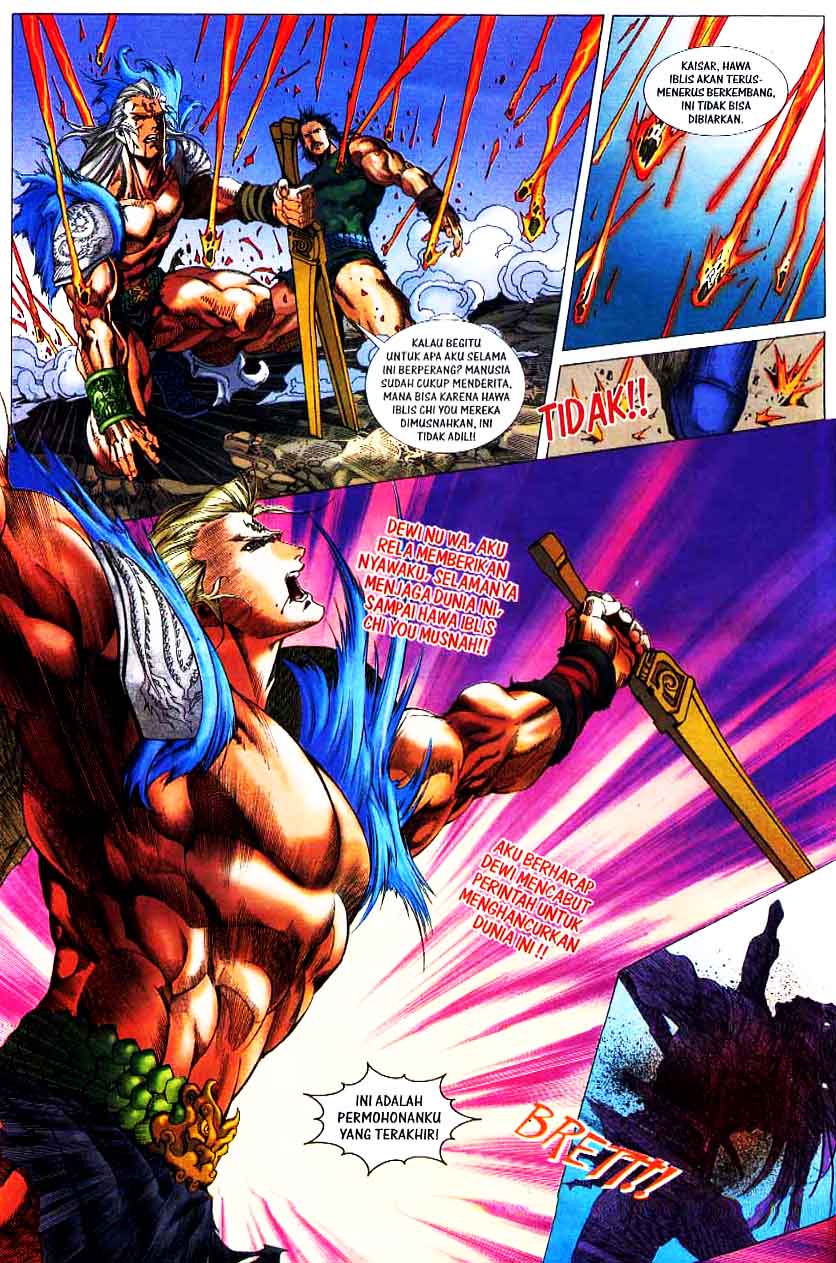 KAISAR, HAWA
IBLIS AKAN TERUS-
MENERUS BERKEMBANG,
INI TIDAK BISA
DIBIARKAN.
KALAU BEGITU
UNTUK APA AKU SELAMA
INI BERPERANG? MANUSIA
SUDAH CUKUP MENDERITA,
MANA BISA KARENA HAWA
IBLIS CHI YOU MEREKA
DIMUSNAHKAN, INI
TIDAK ADIL!!
TIDAK!!
DEWI NU WA, AKU
RELA MEMBERIKAN
NYAWAKU, SELAMANYA
MENJAGA DUNIA INI,
SAMPAI HAWA IBLIS
CHI YOU MUSNAH!!
AKU BERHARAP
DEWI MENCABUT
PERINTAH UNTUK
MENGHANCURKAN
DUNIA INI !!
INI ADALAH
PERMOHONANKU
YANG TERAKHIR!
BRETT!!